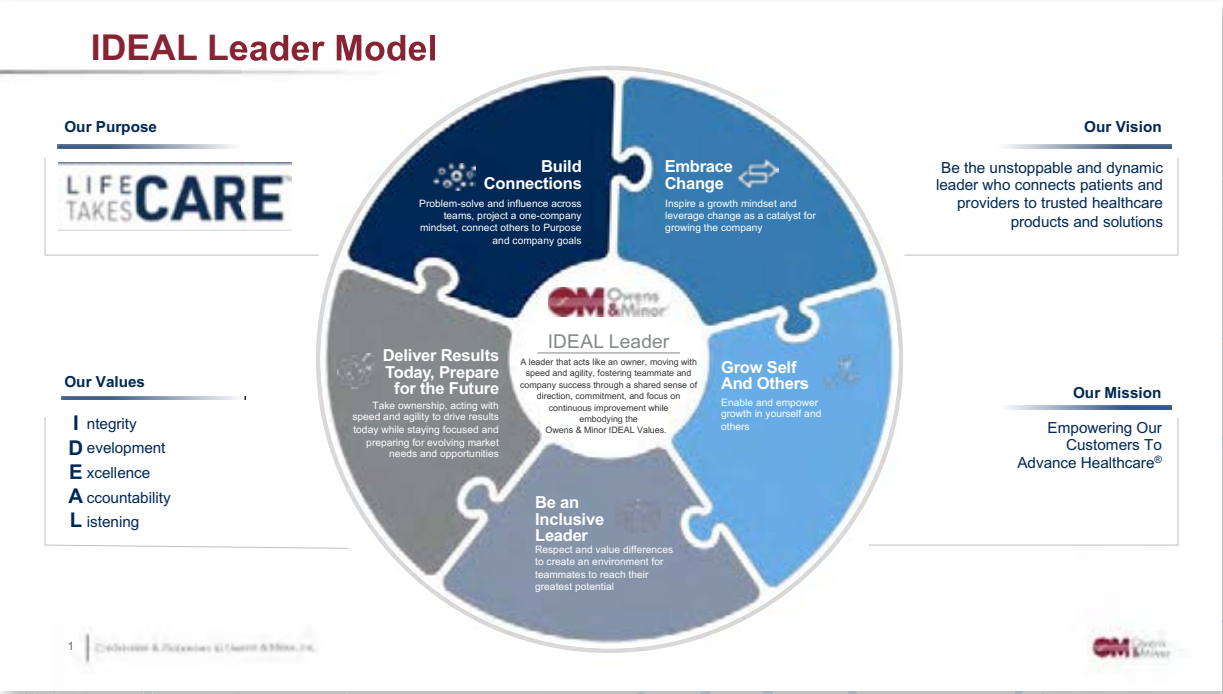 IDEAL Leader Model
Our Purpose
LIFE
TAKES CARE™
Our Values
I ntegrity
D evelopment
E xcellence
A ccountability
L istening
Build
Connections
Problem-solve and influence across
teams, project a one-company
mindset, connect others to Purpose
and company goals
Embrace
Change
Inspire a growth mindset and
leverage change as a catalyst for
growing the company
Deliver Results
Today, Prepare
for the Future
Take ownership, acting with
speed and agility to drive results
today while staying focused and
preparing for evolving market
needs and opportunities
OM Owens
&Minor
IDEAL Leader
A leader that acts like an owner, moving with
speed and agility, fostering teammate and
company success through a shared sense of
direction, commitment, and focus on
continuous improvement while
embodying the
Owens & Minor IDEAL Values.
Grow Self
And Others
Enable and empower
growth in yourself and
others
Be an
Inclusive
Leader
Respect and value differences
to create an environment for
teammates to reach their
greatest potential
Our Vision
Be the unstoppable and dynamic
leader who connects patients and
providers to trusted healthcare
products and solutions
Our Mission
Empowering Our
Customers To
Advance Healthcare®
1
OM Owens
&Minor